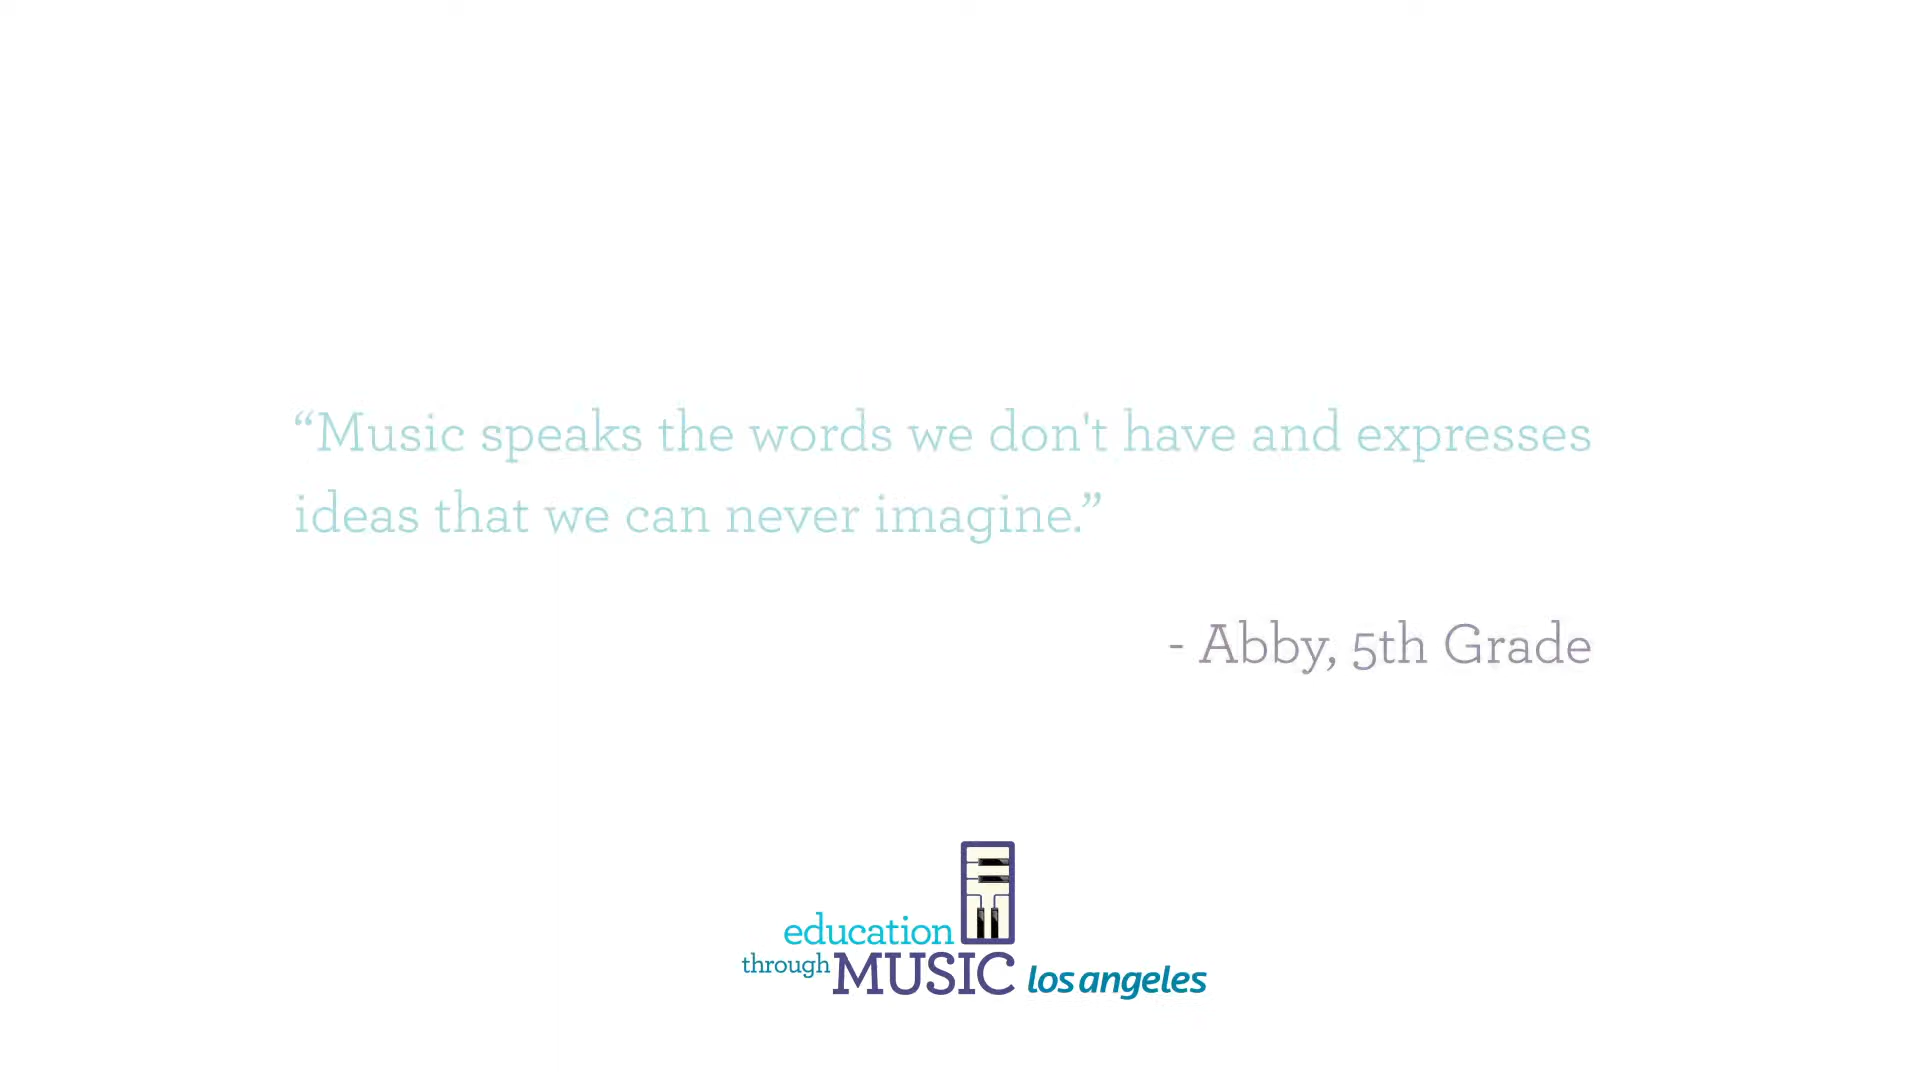 “Music speaks the words we don't have and expresses
ideas that we can never imagine.”
- Abby, 5th Grade
education
through MUSIC los angeles